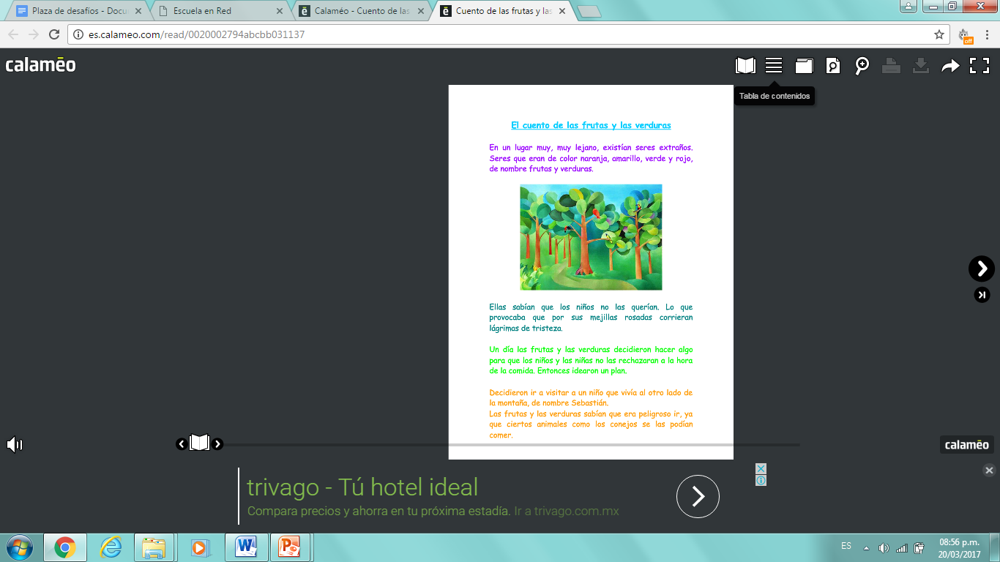 Plaza de desafíos - Docu
Escuela en Red
Calaméo - Cuento de las
Cuento de las frutas y las
es.calameo.com/read/0020002794abcbb031137
off
calamēo
Tabla de contenidos
El cuento de las frutas y las verduras
En un lugar muy, muy lejano, existían seres extraños.
Seres que eran de color naranja, amarillo, verde y rojo,
de nombre frutas y verduras.
Ellas sabían que los niños no las querían. Lo que
provocaba que por sus mejillas rosadas corrieran
lágrimas de tristeza.
Un día las frutas y las verduras decidieron hacer algo
para que los niños y las niñas no las rechazaran a la hora
de la comida. Entonces idearon un plan.
Decidieron ir a visitar a un niño que vivía al otro lado de
la montaña, de nombre Sebastián.
Las frutas y las verduras sabían que era peligroso ir, ya
que ciertos animales como los conejos se las podían
comer.
calamēo
trivago - Tú hotel ideal
Compara precios y ahorra en tu próxima estadía. Ir a trivago.com.mx
ES
08:56 p.m.
20/03/2017